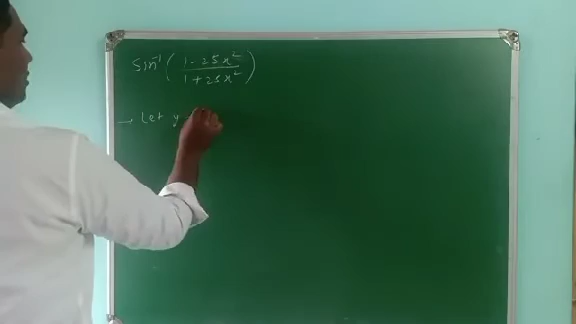 Sin⁻¹ ( 1 - 25x² / 1 + 25x² )
→ Let y =